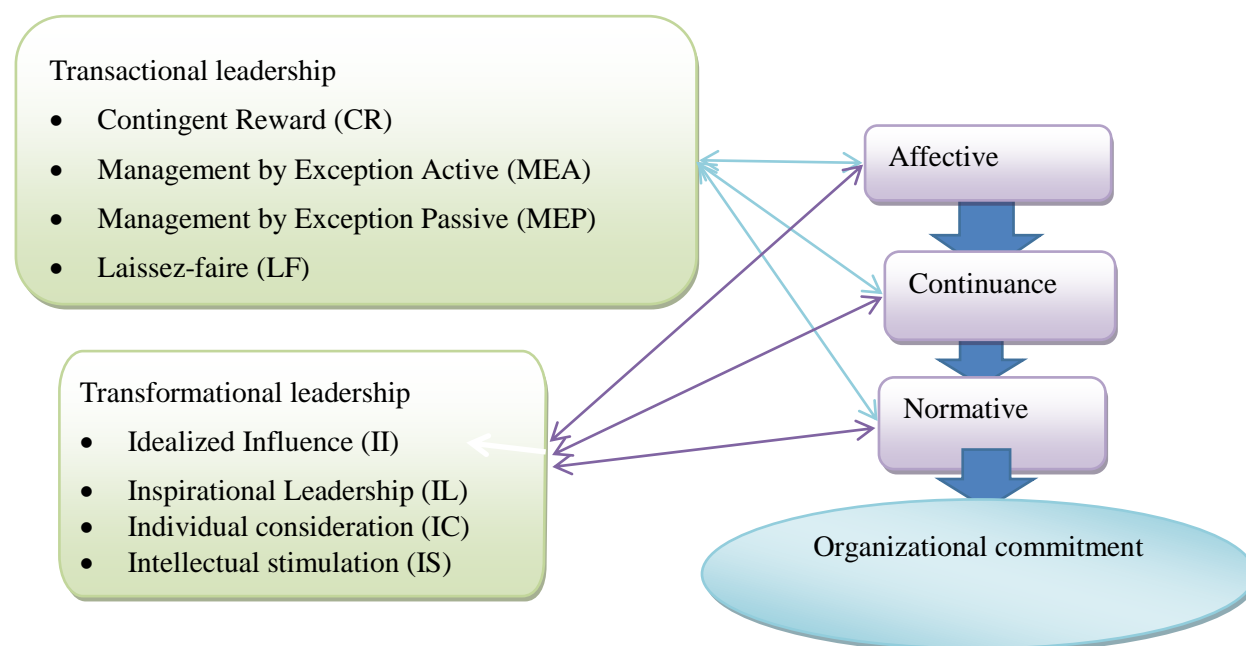 Transactional leadership
• Contingent Reward (CR)
• Management by Exception Active (MEA)
• Management by Exception Passive (MEP)
• Laissez-faire (LF)
Transformational leadership
• Idealized Influence (II)
• Inspirational Leadership (IL)
• Individual consideration (IC)
• Intellectual stimulation (IS)
Affective
Continuance
Normative
Organizational commitment